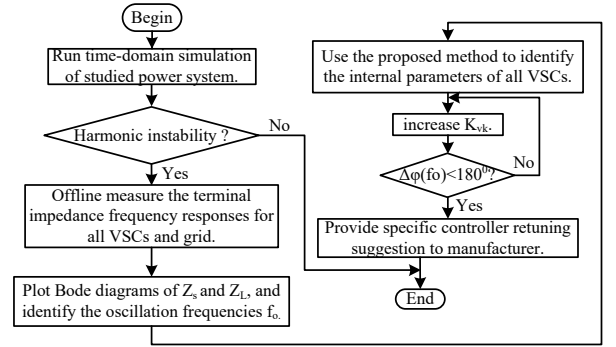 Begin
Run time-domain simulation
of studied power system.
Harmonic instability ?
No
Yes
Offline measure the terminal
impedance frequency responses for
all VSCs and grid.
Plot Bode diagrams of Zs and ZL, and
identify the oscillation frequencies fo.
Use the proposed method to identify
the internal parameters of all VSCs.
increase Kvk.
Δφ(fo)<180⁰?
No
Yes
Provide specific controller retuning
suggestion to manufacturer.
End